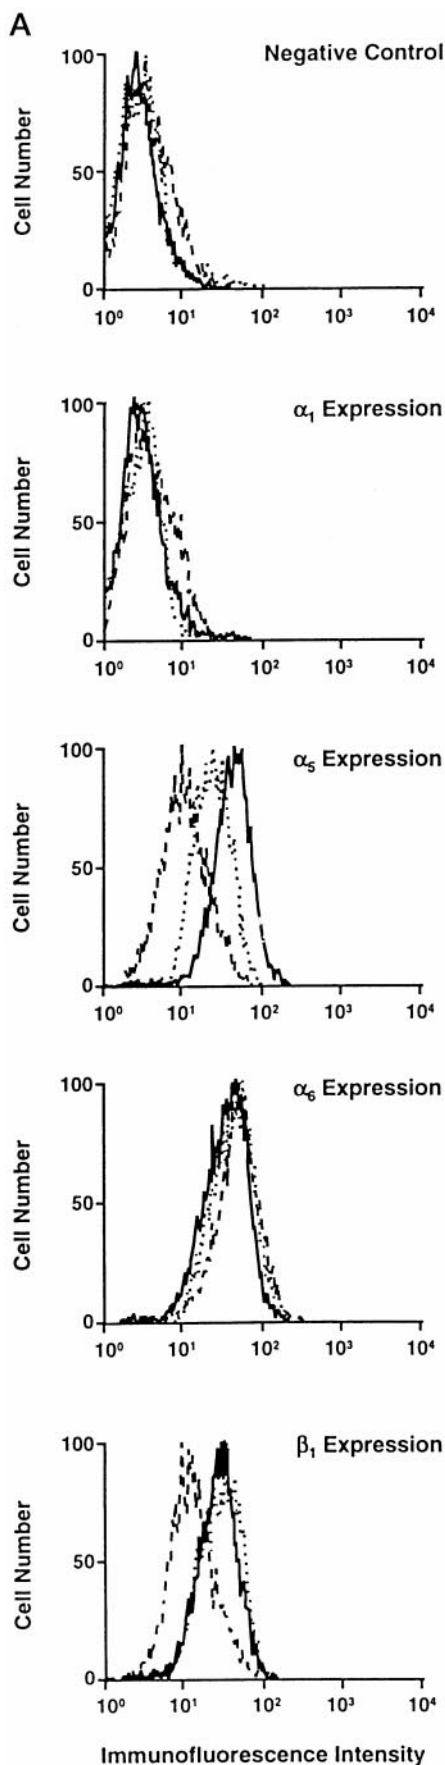 A
Negative Control
Cell Number
100
50
0
10⁰ 10¹ 10² 10³ 10⁴
α₁ Expression
Cell Number
100
50
0
10⁰ 10¹ 10² 10³ 10⁴
α₅ Expression
Cell Number
100
50
0
10⁰ 10¹ 10² 10³ 10⁴
α₆ Expression
Cell Number
100
50
0
10⁰ 10¹ 10² 10³ 10⁴
β₁ Expression
Cell Number
100
50
0
10⁰ 10¹ 10² 10³ 10⁴
Immunofluorescence Intensity